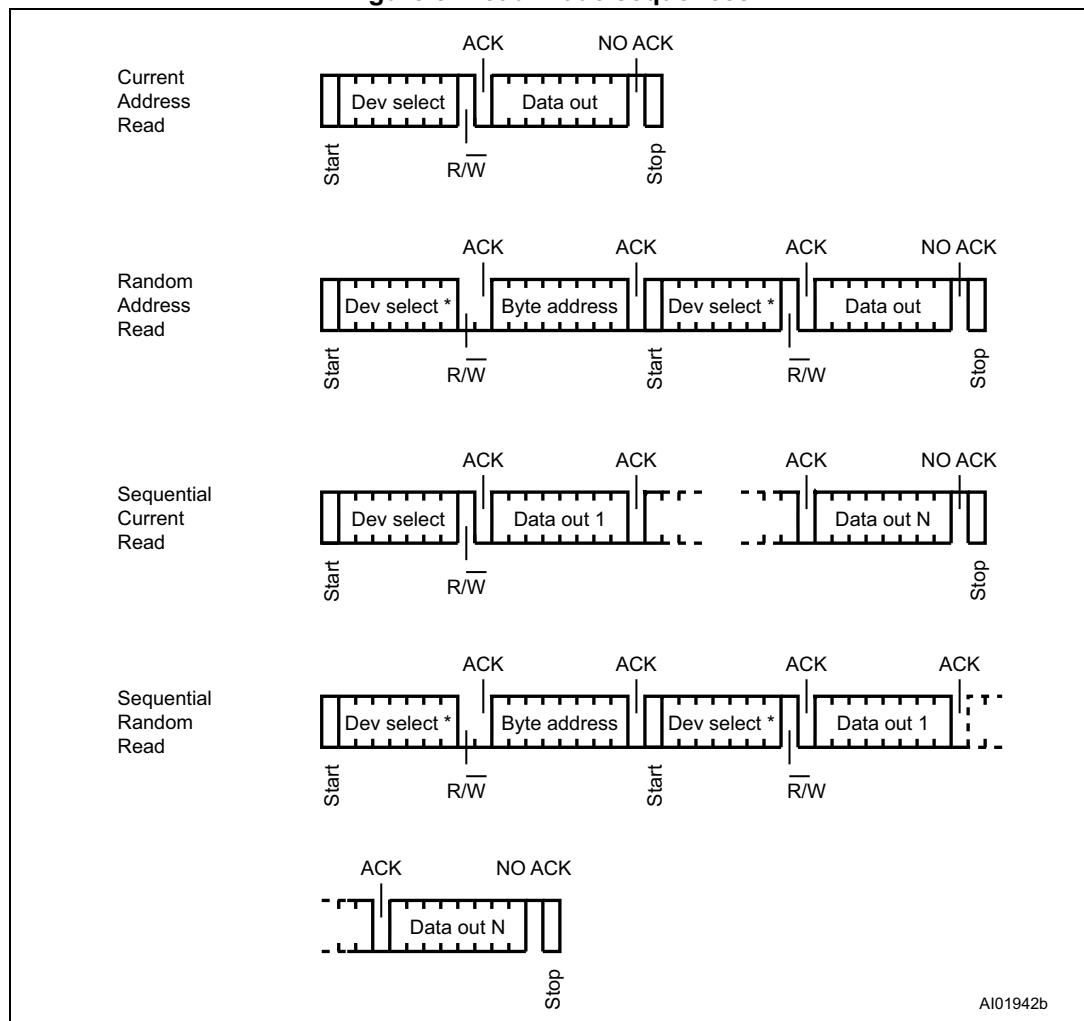 ACK NO ACK
Current
Address
Read
Dev select Data out
Start R/W Stop
ACK ACK ACK NO ACK
Random
Address
Read
Dev select * Byte address Dev select * Data out
Start R/W Start R/W Stop
ACK ACK ACK NO ACK
Sequential
Current
Read
Dev select Data out 1 Data out N
Start R/W Stop
ACK ACK ACK ACK
Sequential
Random
Read
Dev select * Byte address Dev select * Data out 1
Start R/W Start R/W
ACK NO ACK
Data out N
Stop
AI01942b